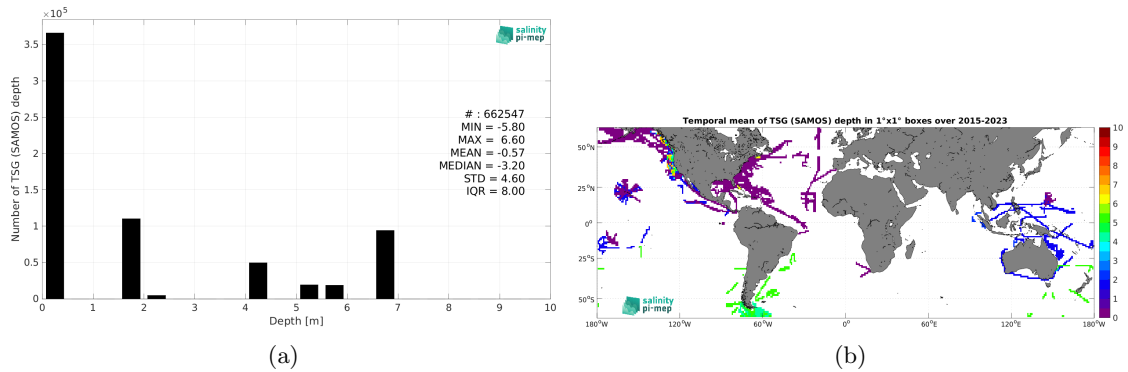 ×10⁵
3.5
3
2.5
2
1.5
1
0.5
0
Number of TSG (SAMOS) depth
0 1 2 3 4 5 6 7 8 9 10
Depth [m]
salinity
pi-mep
# : 662547
MIN = -5.80
MAX = 6.60
MEAN = -0.57
MEDIAN = -3.20
STD = 4.60
IQR = 8.00
(a)
Temporal mean of TSG (SAMOS) depth in 1°x1° boxes over 2015-2023
50°N
25°N
0°
25°S
50°S
180°W 120°W 60°W 0° 60°E 120°E 180°W
salinity
pi-mep
10
9
8
7
6
5
4
3
2
1
0
(b)